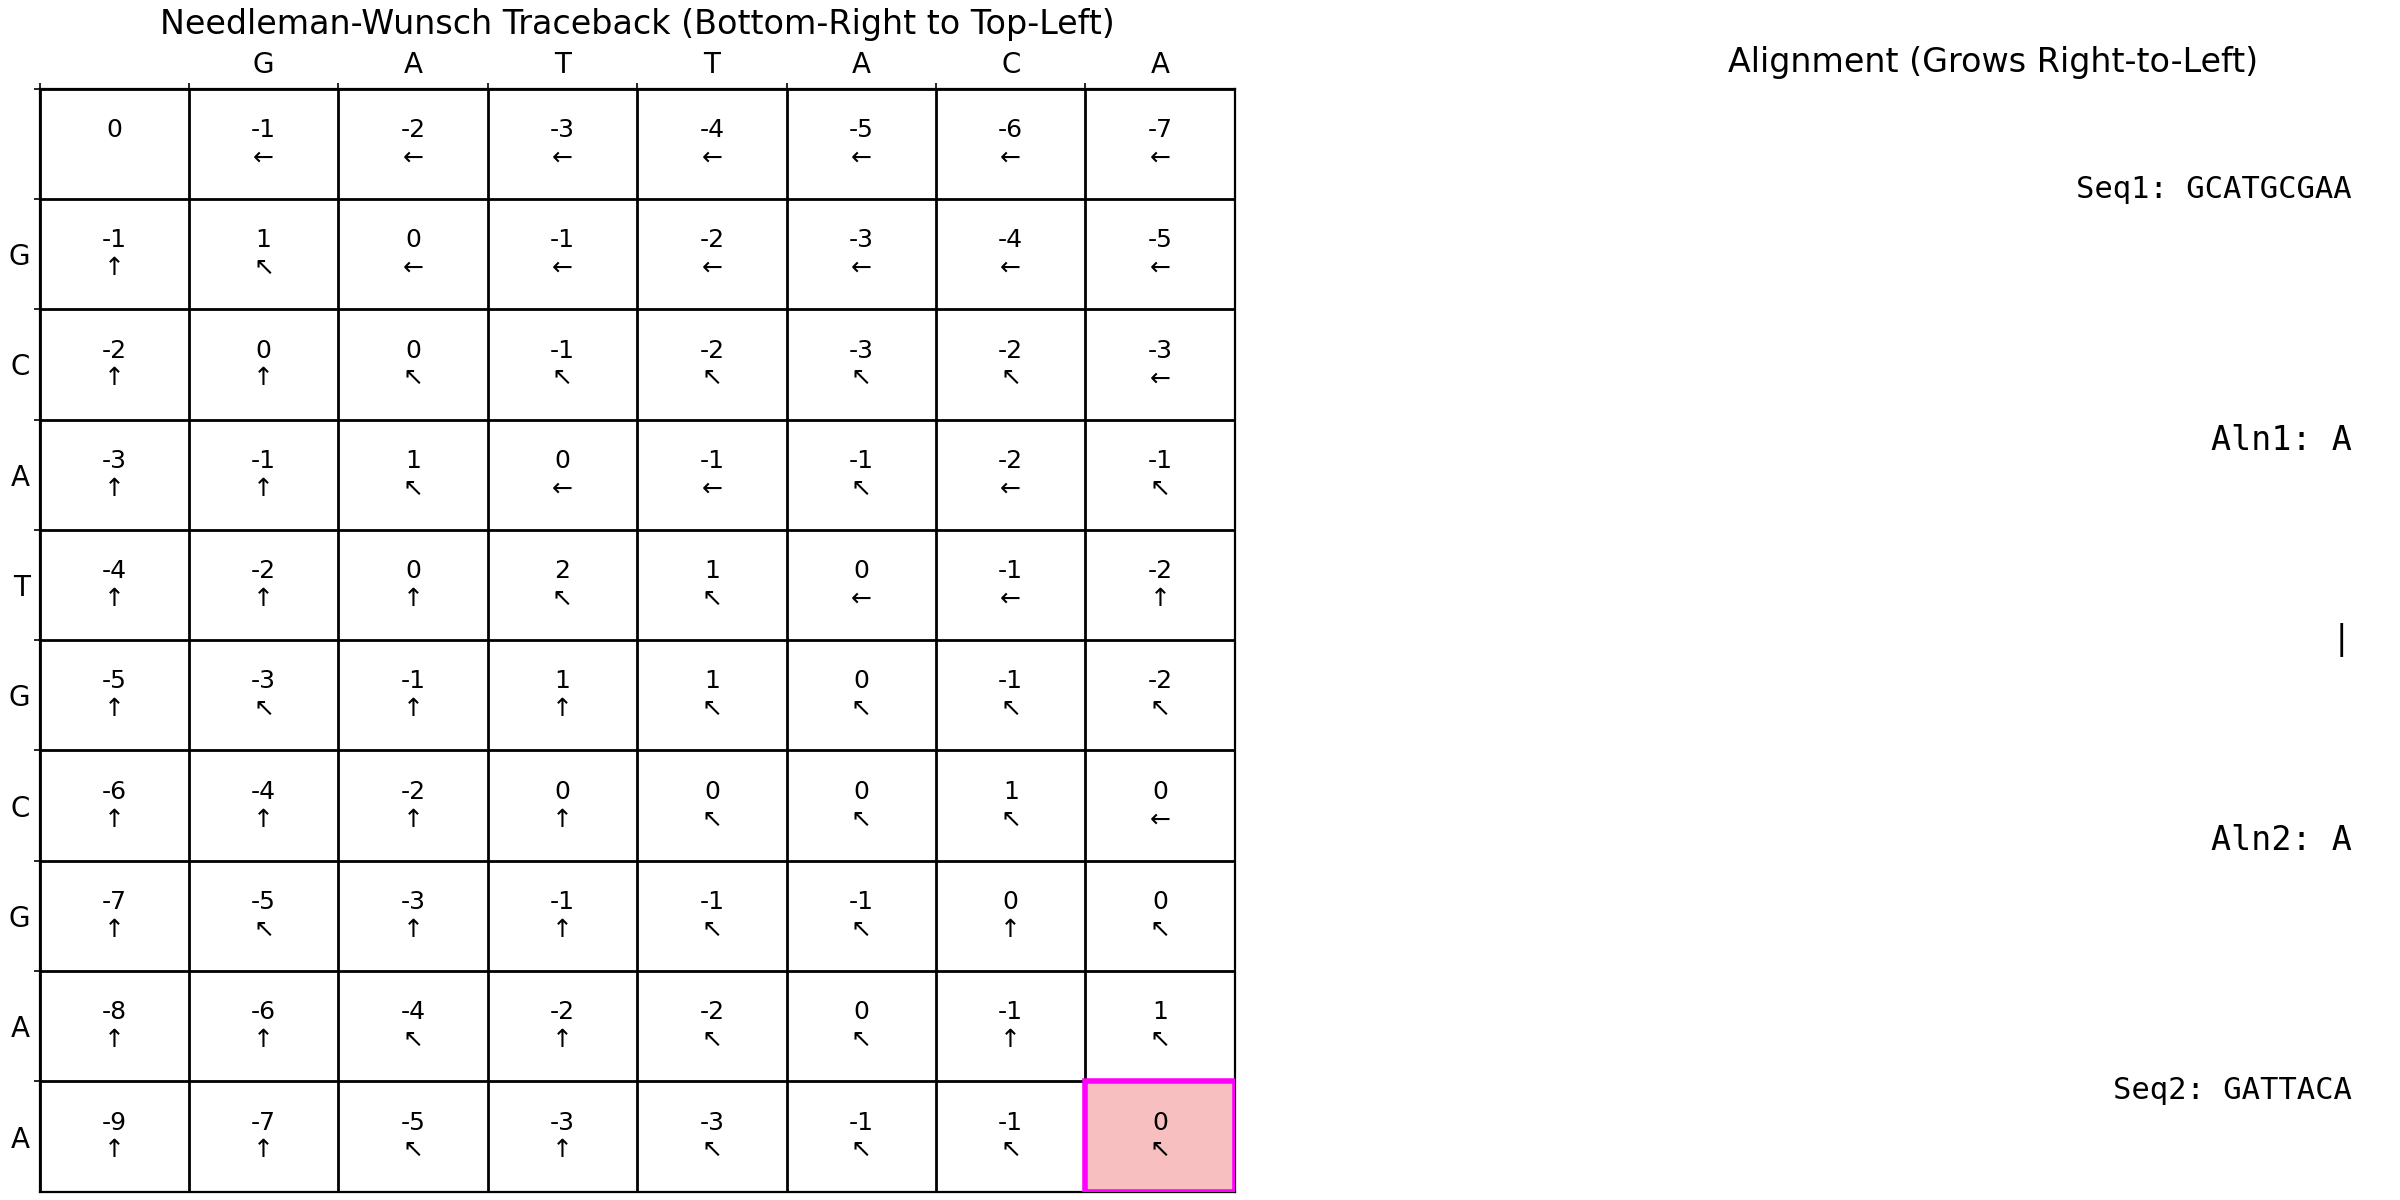 Needleman-Wunsch Traceback (Bottom-Right to Top-Left)
Alignment (Grows Right-to-Left)
G A T T A C A
0 -1 -2 -3 -4 -5 -6 -7
← ← ← ← ← ← ←
Seq1: GCATGCGAA
G -1 1 0 -1 -2 -3 -4 -5
↑ ↖ ← ← ← ← ← ←
C -2 0 0 -1 -2 -3 -2 -3
↑ ↑ ↖ ↖ ↖ ↖ ↖ ←
Aln1: A
A -3 -1 1 0 -1 -1 -2 -1
↑ ↑ ↖ ← ← ↖ ← ↖
T -4 -2 0 2 1 0 -1 -2
↑ ↑ ↑ ↖ ↖ ← ← ↑
|
G -5 -3 -1 1 1 0 -1 -2
↑ ↖ ↑ ↑ ↖ ↖ ↖ ↖
C -6 -4 -2 0 0 0 1 0
↑ ↑ ↑ ↑ ↖ ↖ ↖ ←
Aln2: A
G -7 -5 -3 -1 -1 -1 0 0
↑ ↖ ↑ ↑ ↖ ↖ ↑ ↖
A -8 -6 -4 -2 -2 0 -1 1
↑ ↑ ↖ ↑ ↖ ↖ ↑ ↖
Seq2: GATTACA
A -9 -7 -5 -3 -3 -1 -1 0
↑ ↑ ↖ ↑ ↖ ↖ ↖ ↖